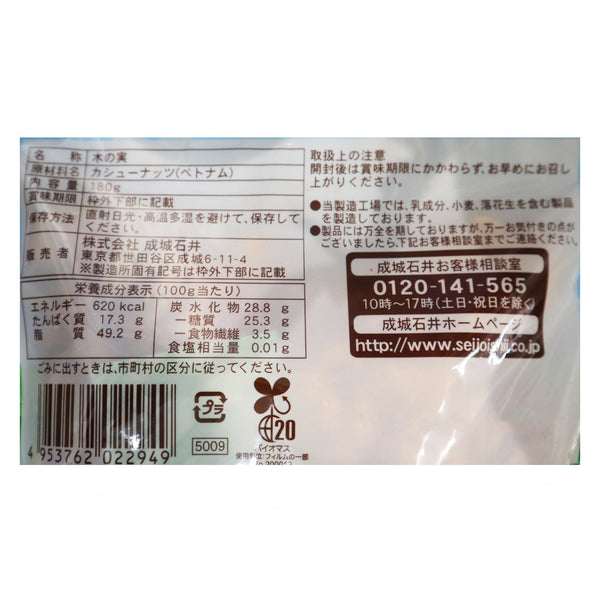 名 称 木の実
原材料名 カシューナッツ(ベトナム)
内容量 180g
賞味期限 枠外下部に記載
保存方法 直射日光・高温多湿を避けて、保存してください。
販売者 株式会社 成城石井
東京都世田谷区成城6-11-4
※製造所固有記号は枠外下部に記載
栄養成分表示(100g当たり)
エネルギー 620 kcal 炭水化物 28.8 g
たんぱく質 17.3 g ー糖質 25.3 g
脂質 49.2 g ー食物繊維 3.5 g
食塩相当量 0.01g
ごみに出すときは、市町村の区分に従ってください。
4 953762 022949
プラ
5009
20
バイオマス
使用部位:フィルムの一部
取扱上の注意
開封後は賞味期限にかかわらず、お早めにお召し
上がりください。
●当製造工場では、乳成分、小麦、落花生を含む製品
を製造しております。
●製品には万全を期しておりますが、万一お気付きの点が
ございましたら、下記お客様相談室までご連絡ください。
成城石井お客様相談室
0120-141-565
10時〜17時(土日・祝日を除く)
成城石井ホームページ
http://www.seijoishii.co.jp